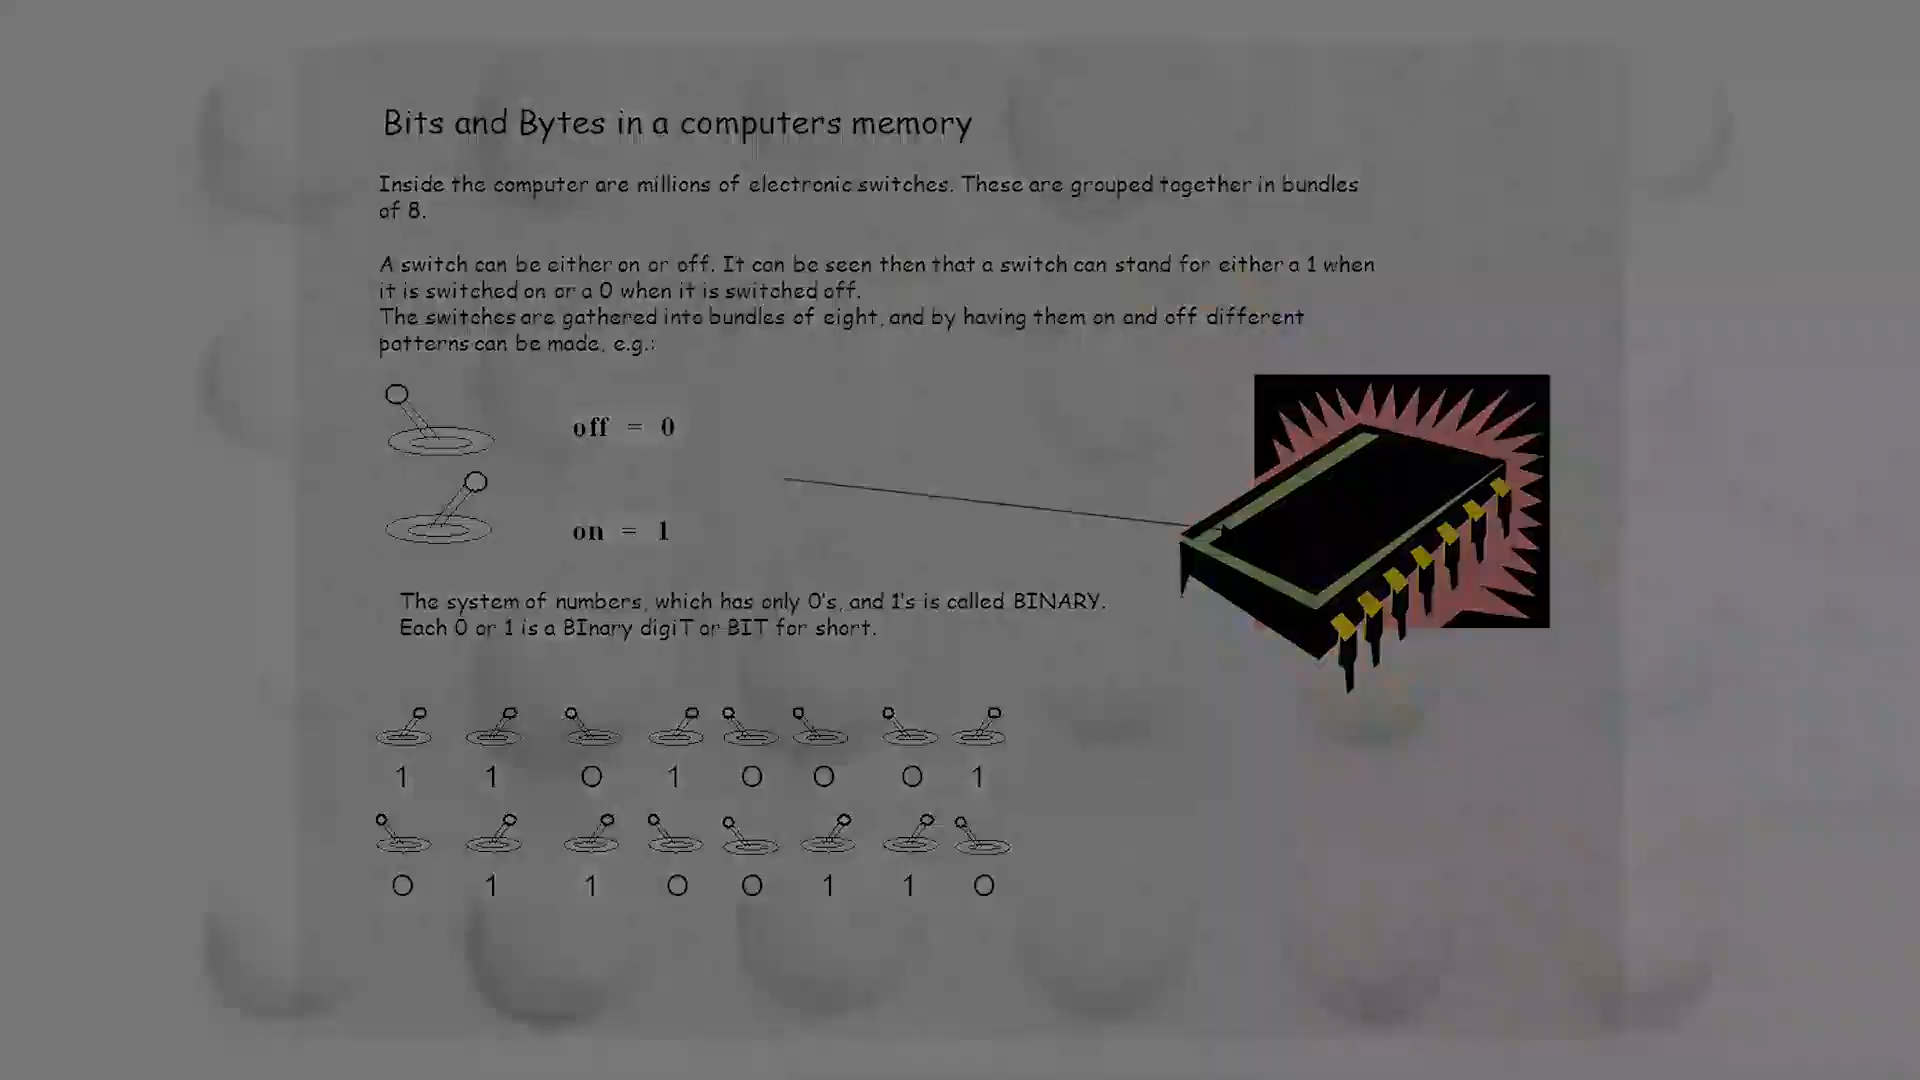 Bits and Bytes in a computers memory
Inside the computer are millions of electronic switches. These are grouped together in bundles
of 8.
A switch can be either on or off. It can be seen then that a switch can stand for either a 1 when
it is switched on or a 0 when it is switched off.
The switches are gathered into bundles of eight, and by having them on and off different
patterns can be made, e.g.:
off = 0
on = 1
The system of numbers, which has only 0's, and 1's is called BINARY.
Each 0 or 1 is a BInary digiT or BIT for short.
1 1 0 1 0 0 0 1
0 1 1 0 0 1 1 0